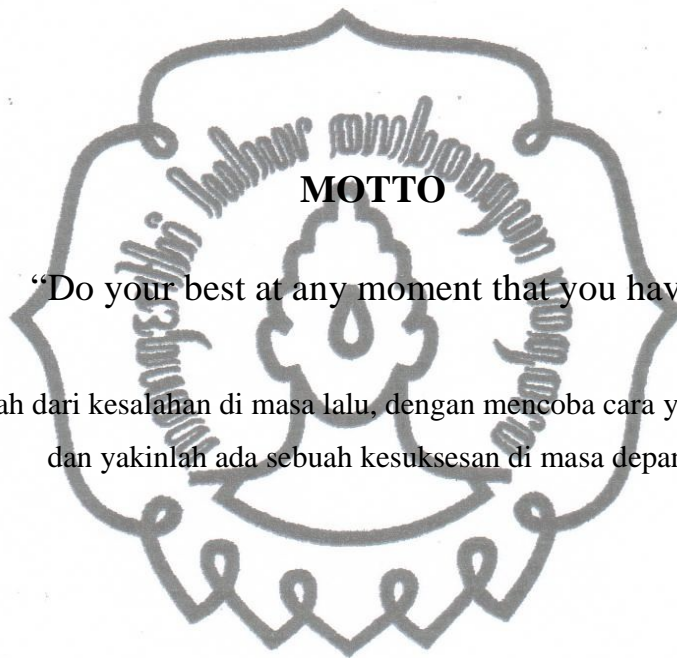 MOTTO
“Do your best at any moment that you hav
ah dari kesalahan di masa lalu, dengan mencoba cara y
dan yakinlah ada sebuah kesuksesan di masa depan